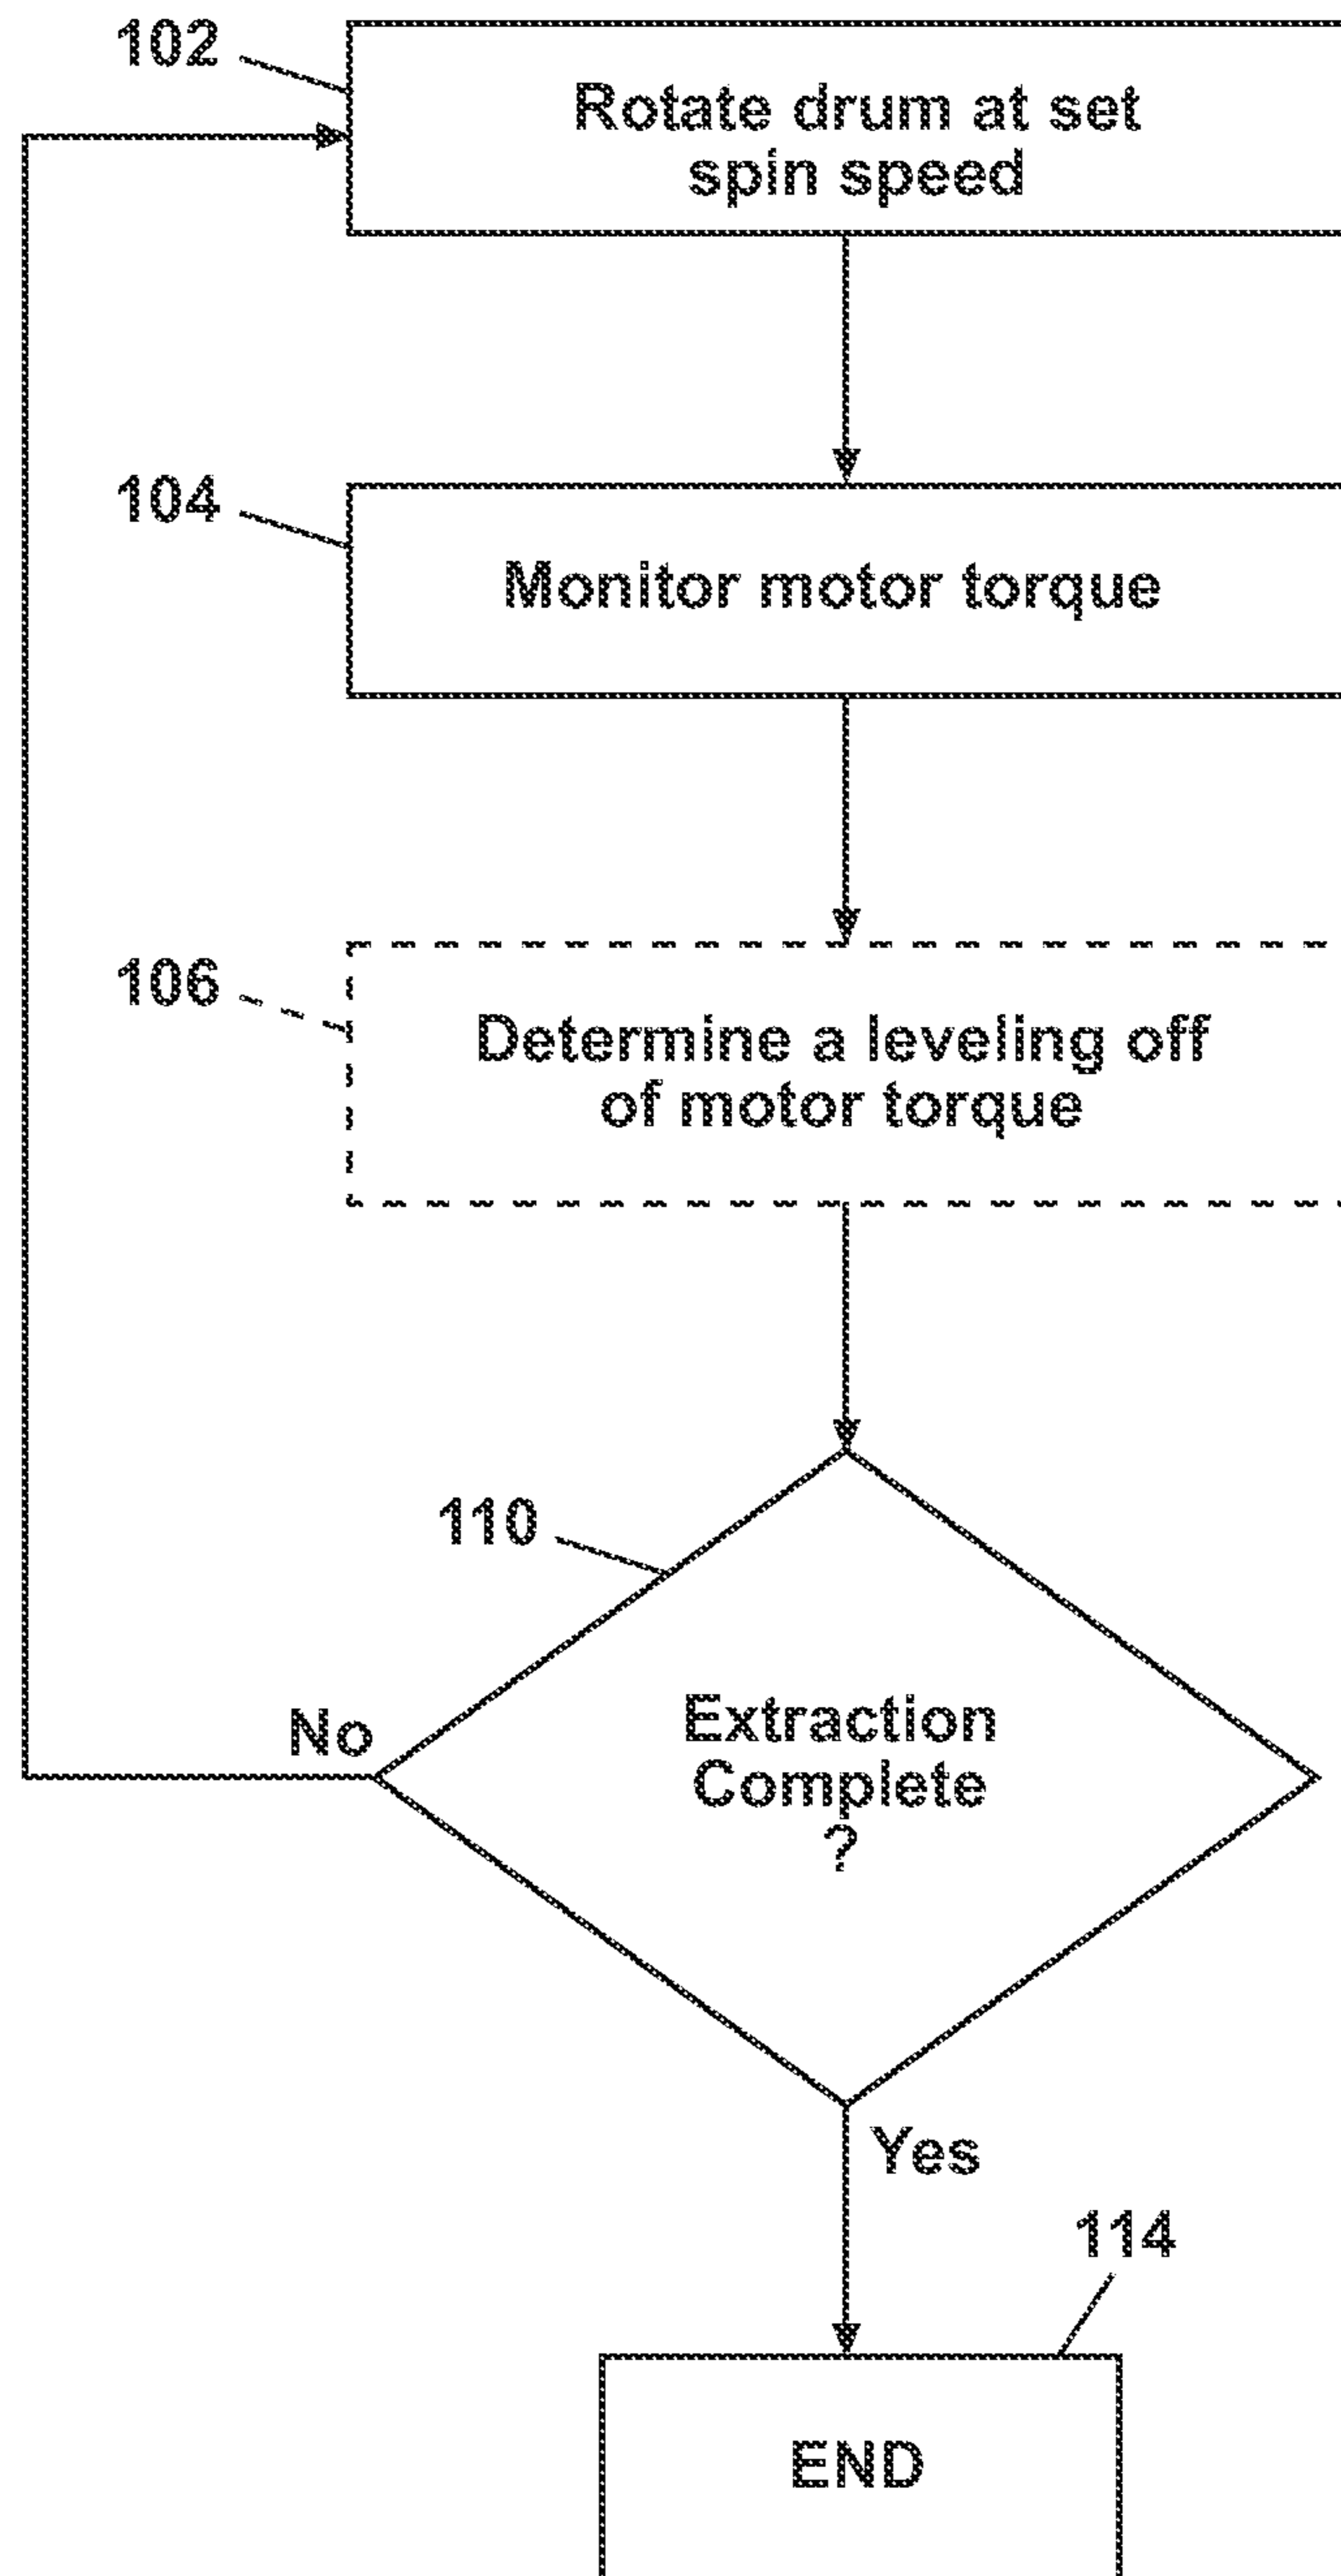 102
Rotate drum at set
spin speed
104
Monitor motor torque
106
Determine a leveling off
of motor torque
110
Extraction
Complete
?
No
Yes
114
END